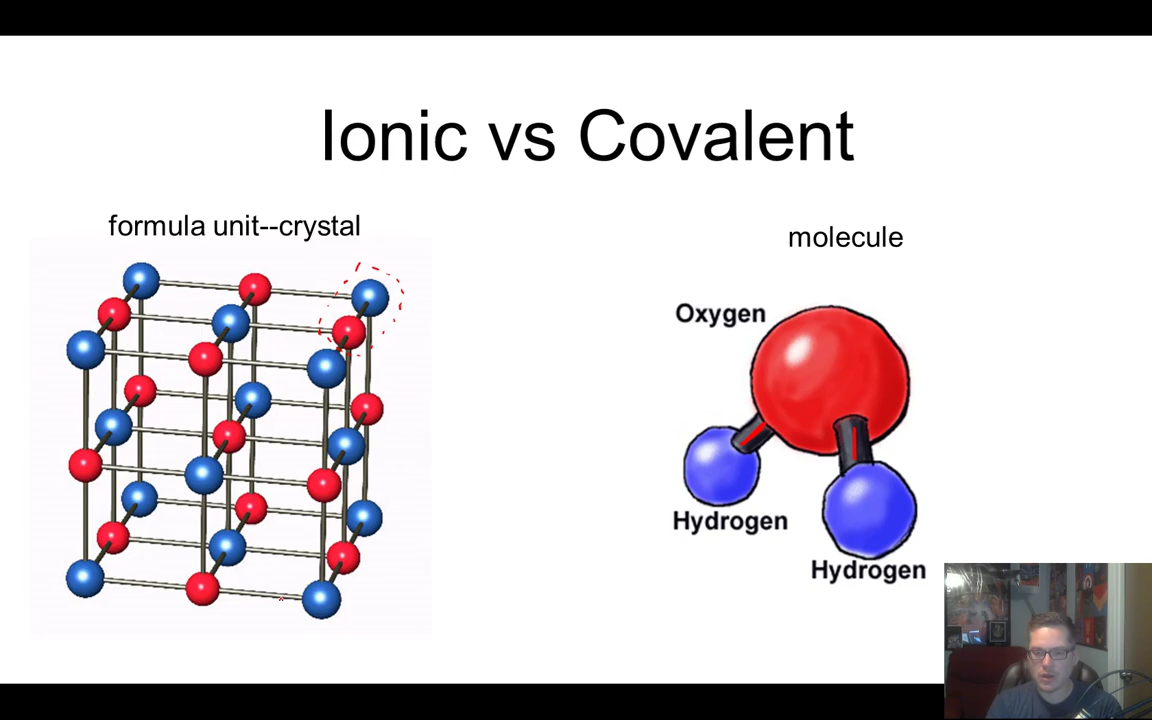 Ionic vs Covalent
formula unit--crystal
molecule
Oxygen
Hydrogen
Hydrogen